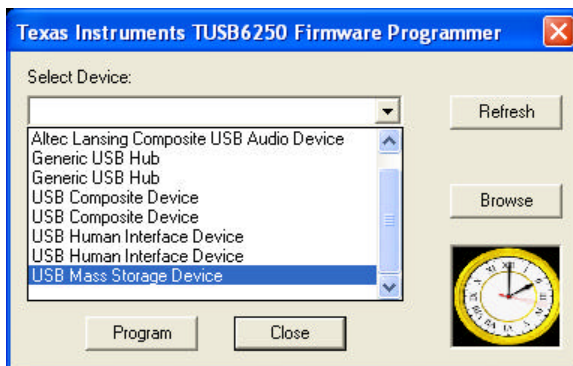 Texas Instruments TUSB6250 Firmware Programmer
Select Device:
Refresh
Altec Lansing Composite USB Audio Device
Generic USB Hub
Generic USB Hub
USB Composite Device
USB Composite Device
Browse
USB Human Interface Device
USB Human Interface Device
USB Mass Storage Device
Program
Close